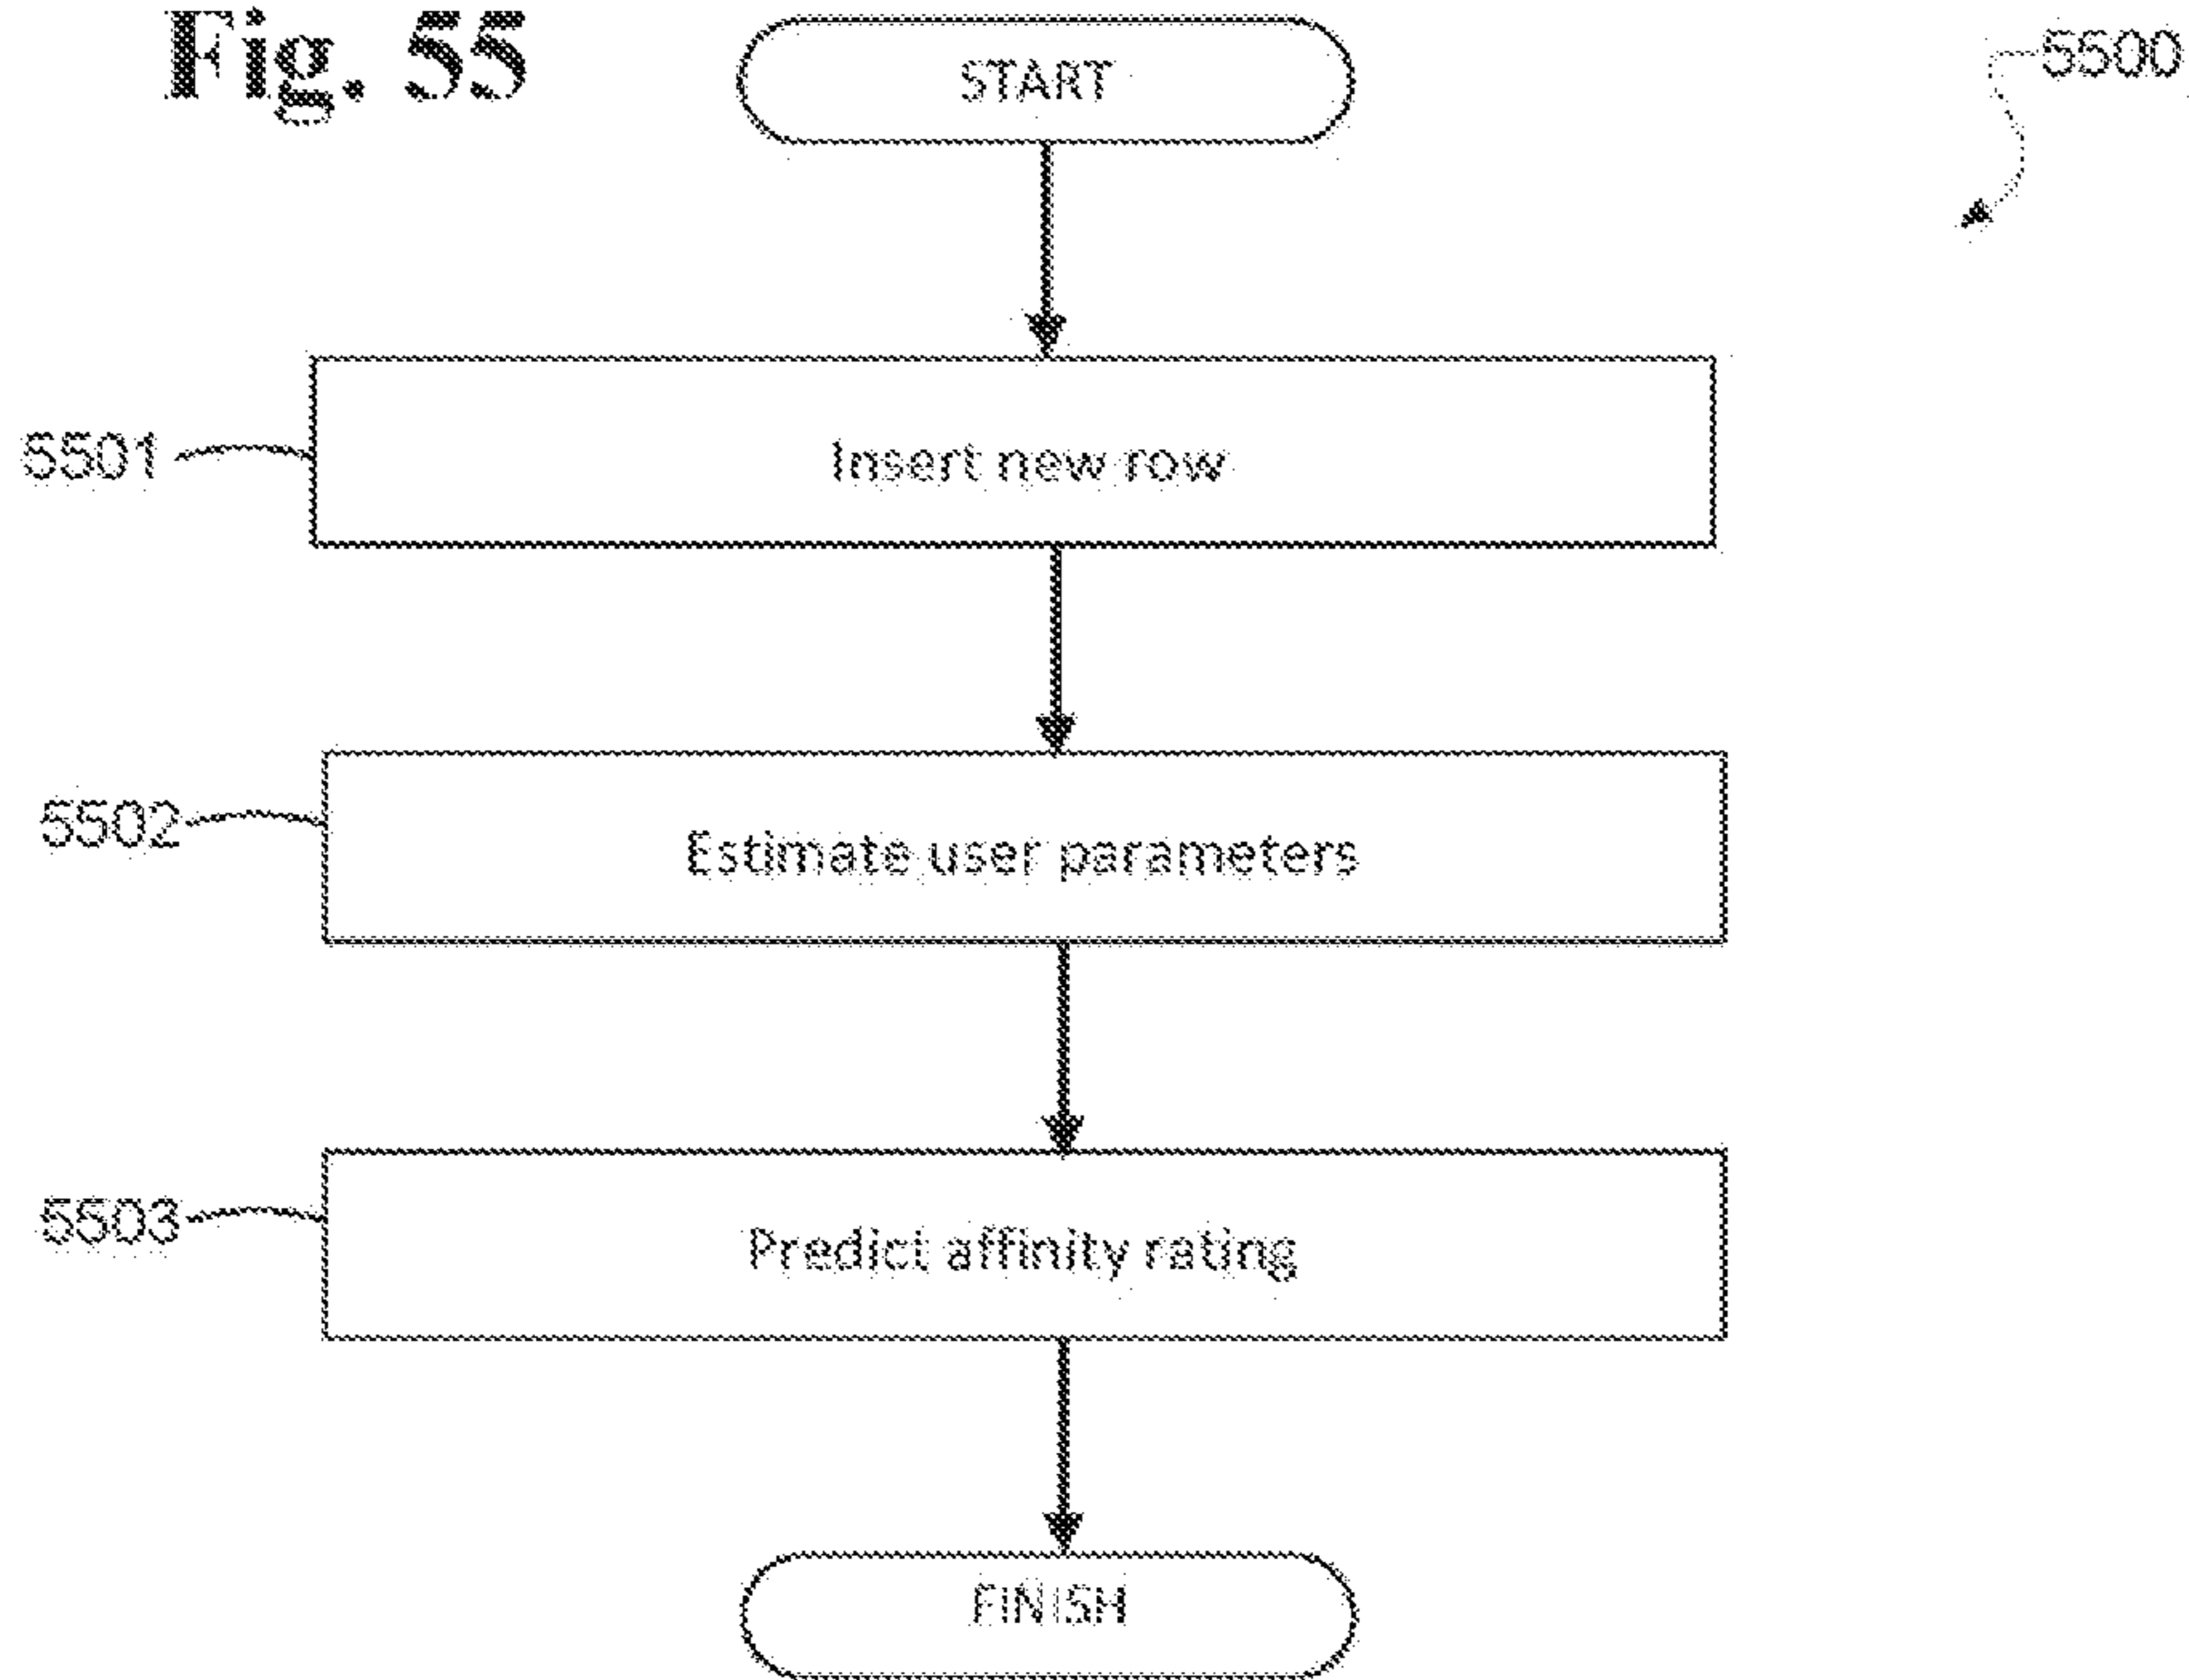 Fig. 55
START
5500
5501
Insert new row
5502
Estimate user parameters
5503
Predict affinity rating
FINISH